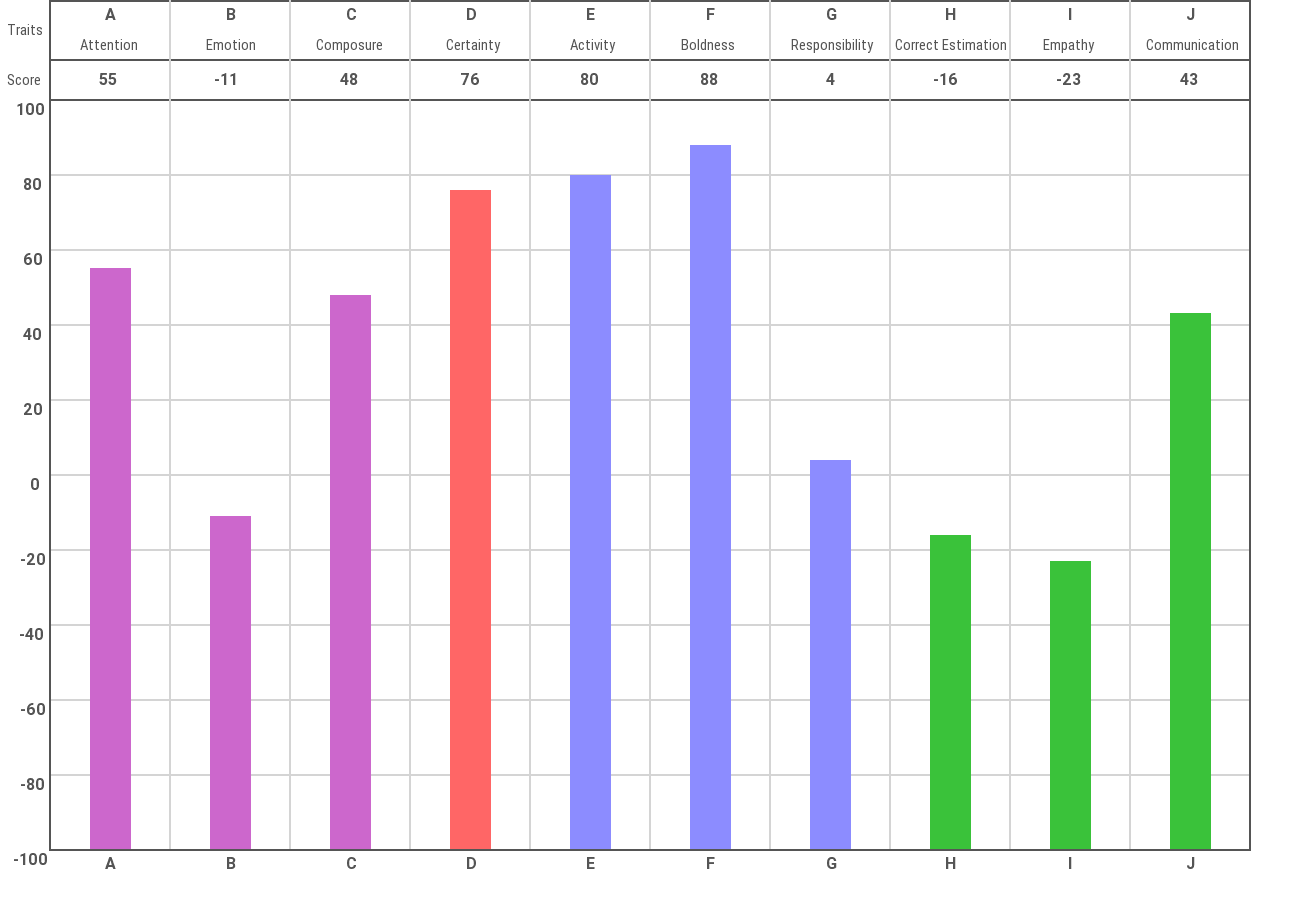 A B C D E F G H I J
Traits
Attention Emotion Composure Certainty Activity Boldness Responsibility Correct Estimation Empathy Communication
Score 55 -11 48 76 80 88 4 -16 -23 43
100
80
60
40
20
0
-20
-40
-60
-80
-100
A B C D E F G H I J